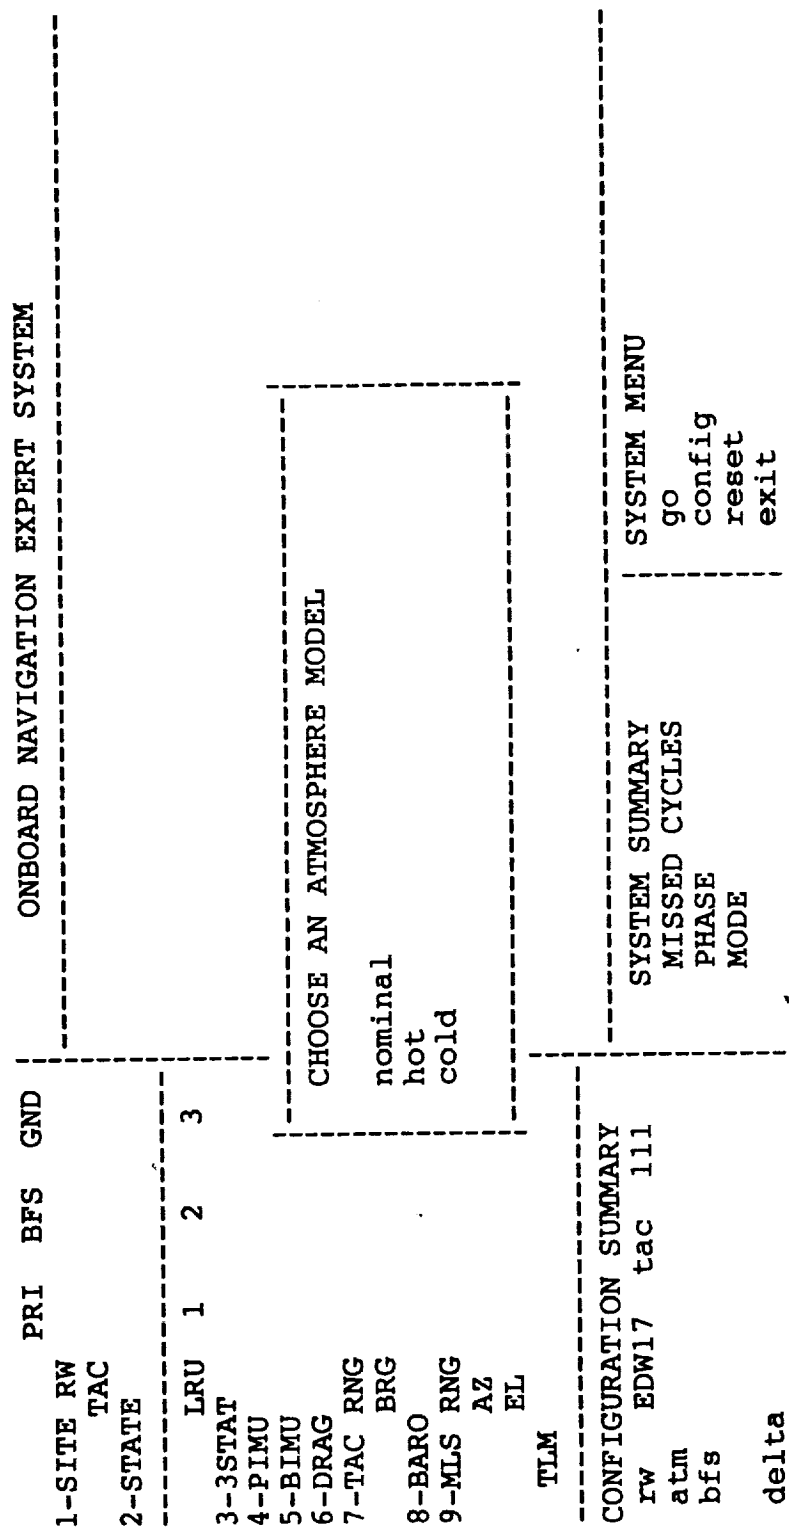 PRI BFS GND
ONBOARD NAVIGATION EXPERT SYSTEM
1-SITE RW
TAC
2-STATE
LRU 1 2 3
3-3STAT
4-PIMU
5-BIMU
6-DRAG
7-TAC RNG
BRG
8-BARO
9-MLS RNG
AZ
EL
TLM
CHOOSE AN ATMOSPHERE MODEL
nominal
hot
cold
CONFIGURATION SUMMARY
rw EDW17 tac 111
atm
bfs
delta
SYSTEM SUMMARY
MISSED CYCLES
PHASE
MODE
SYSTEM MENU
go
config
reset
exit